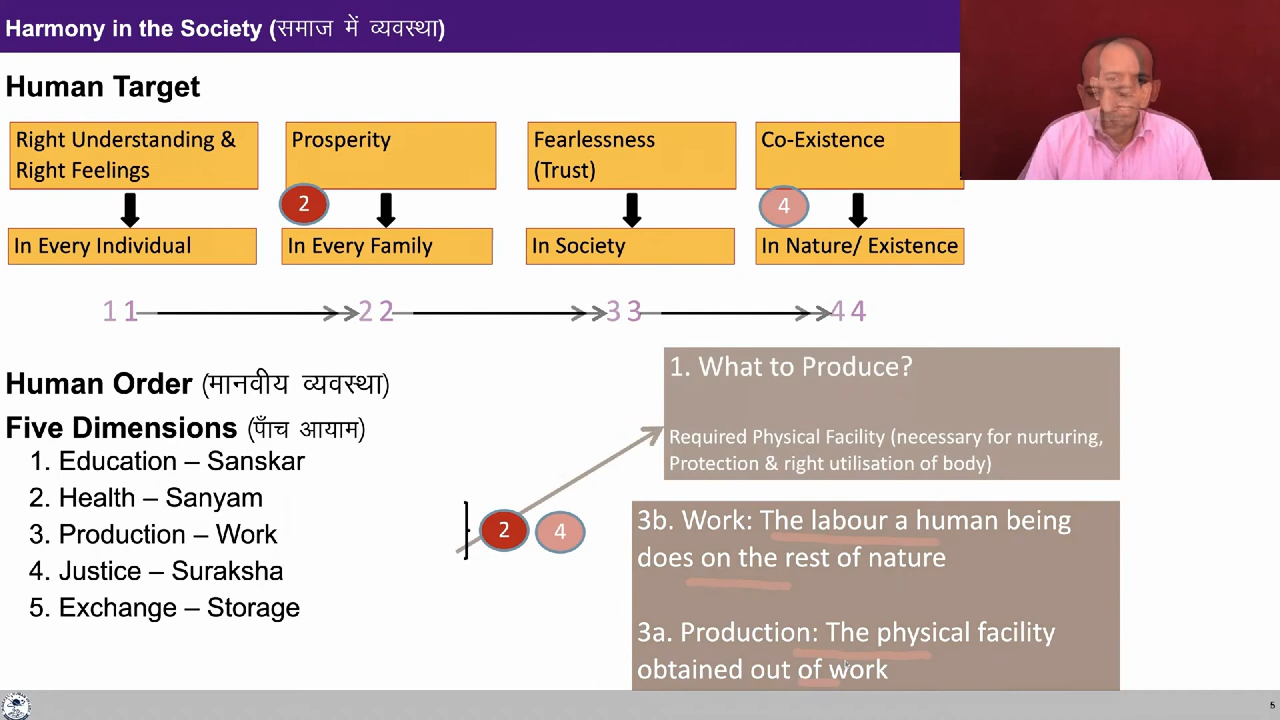 Harmony in the Society (समाज में व्यवस्था)
Human Target
Right Understanding &
Right Feelings
Prosperity
Fearlessness
(Trust)
Co-Existence
2
4
In Every Individual
In Every Family
In Society
In Nature/ Existence
1 1 2 2 3 3 4 4
Human Order (मानवीय व्यवस्था)
Five Dimensions (पाँच आयाम)
1. Education – Sanskar
2. Health – Sanyam
3. Production – Work
4. Justice – Suraksha
5. Exchange – Storage
2 4
1. What to Produce?
Required Physical Facility (necessary for nurturing,
Protection & right utilisation of body)
3b. Work: The labour a human being
does on the rest of nature
3a. Production: The physical facility
obtained out of work
5